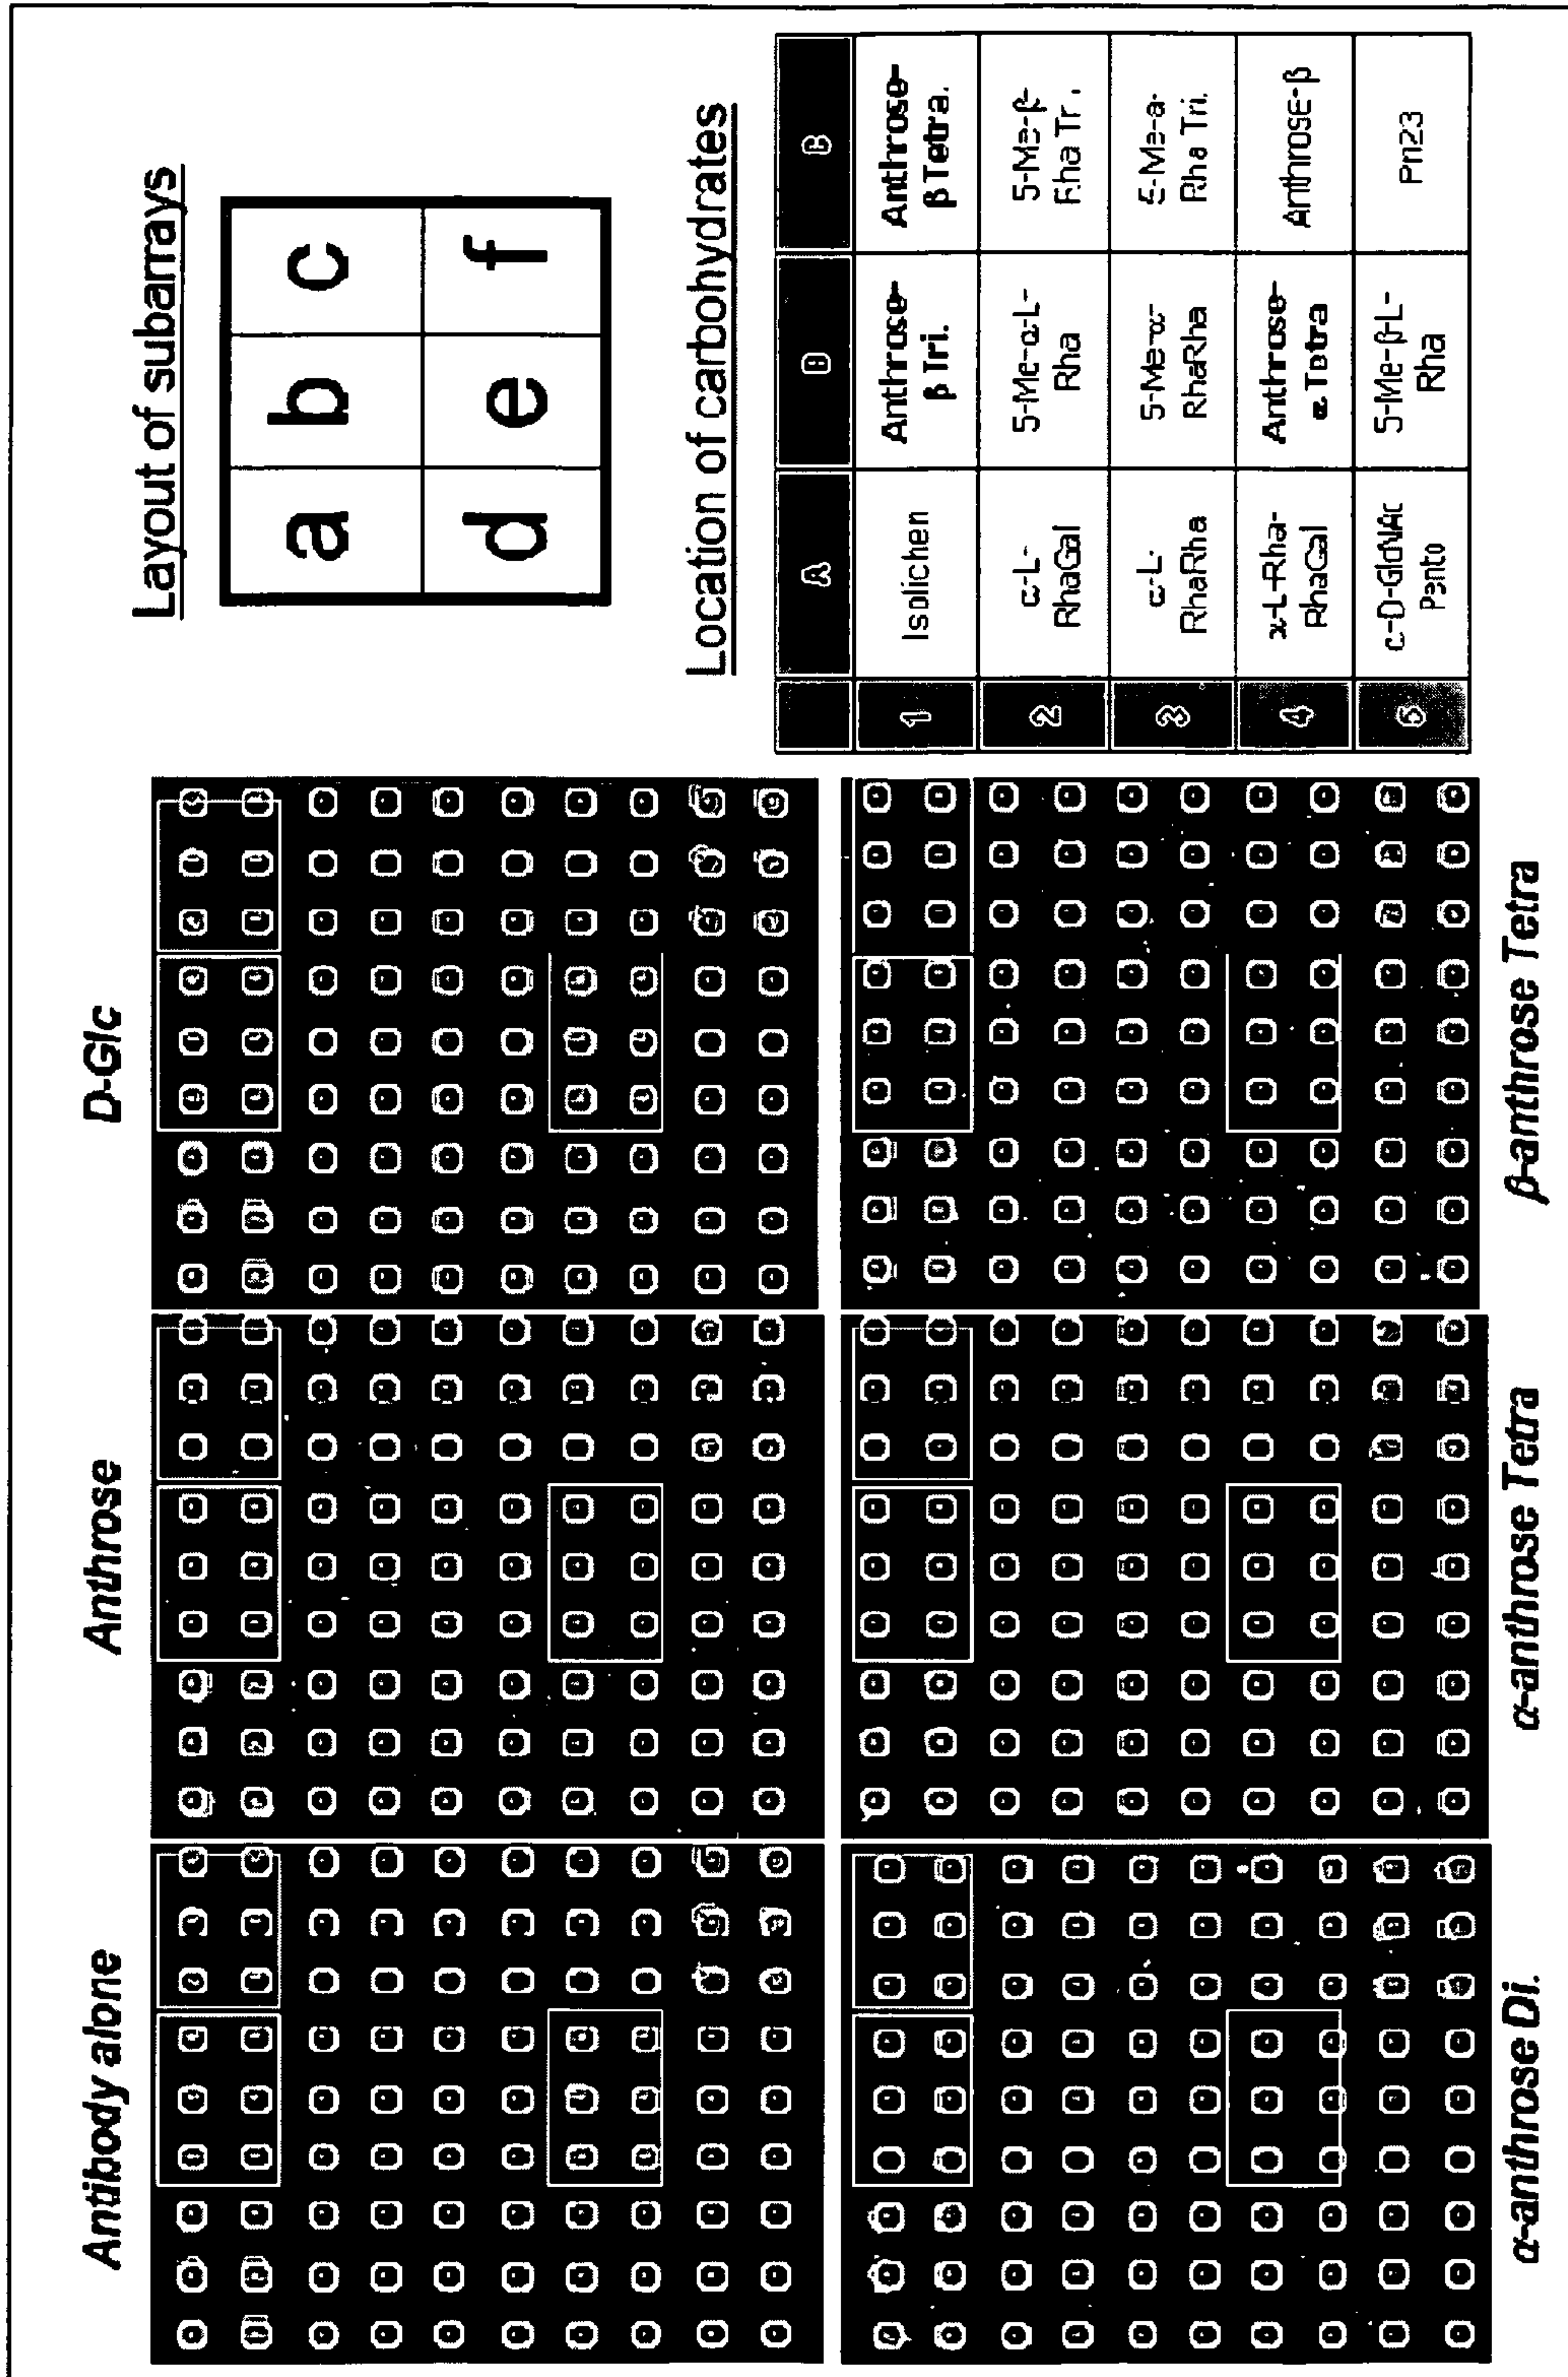 Antibody alone
Anthrose
D-Glc
α-anthrose Di.
α-anthrose Tetra
β-anthrose Tetra
Layout of subarrays
a b c
d e f
Location of carbohydrates
A
1 Isolichen Anthrose-
β Tri. Anthrose-
β Tetra.
2 c-L-
RhaGal 5-Me-α-L-
Rha 5-Me-β-
Rha Tri.
3 c-L-
RhaRha 5-Me-α-
RhaRha 5-Me-a-
Rha Tri.
4 α-L-Rha-
RhaGal Anthrose-
α Tetra Anthrose-β
c-D-GlcNAc
Pento 5-Me-β-L-
Rha Pn23